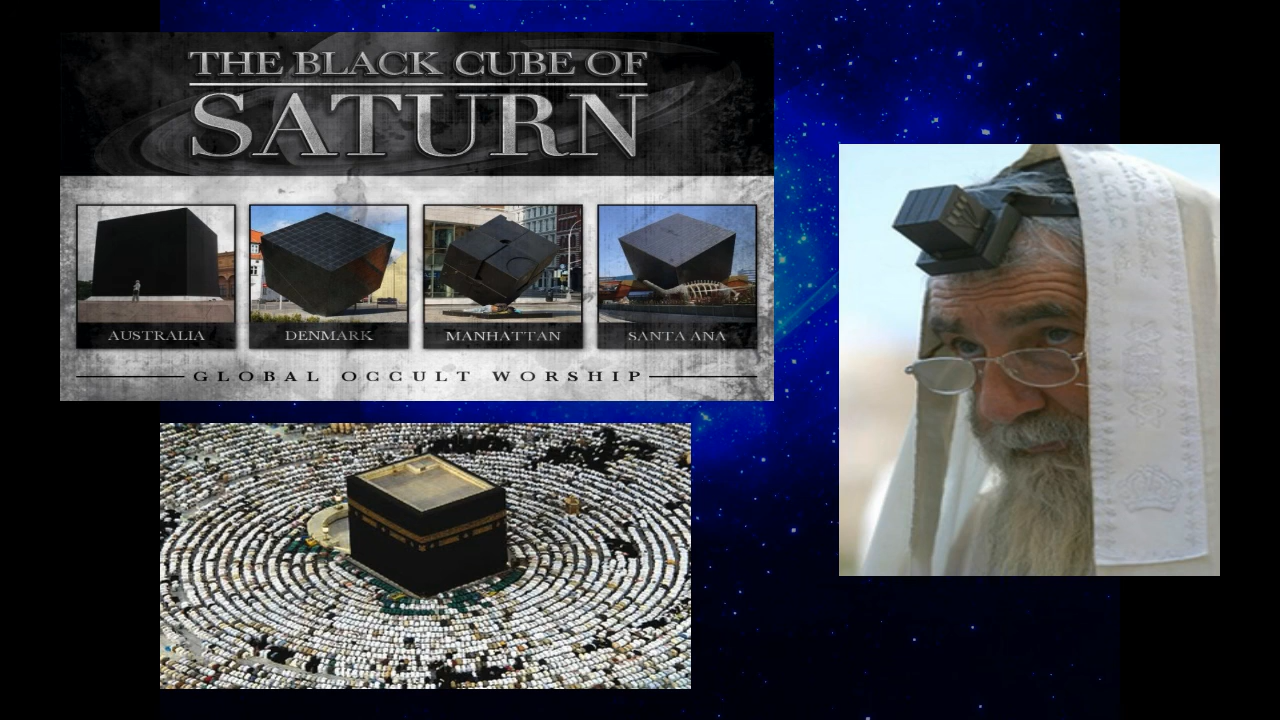 THE BLACK CUBE OF
SATURN
AUSTRALIA
DENMARK
MANHATTAN
SANTA ANA
GLOBAL OCCULT WORSHIP